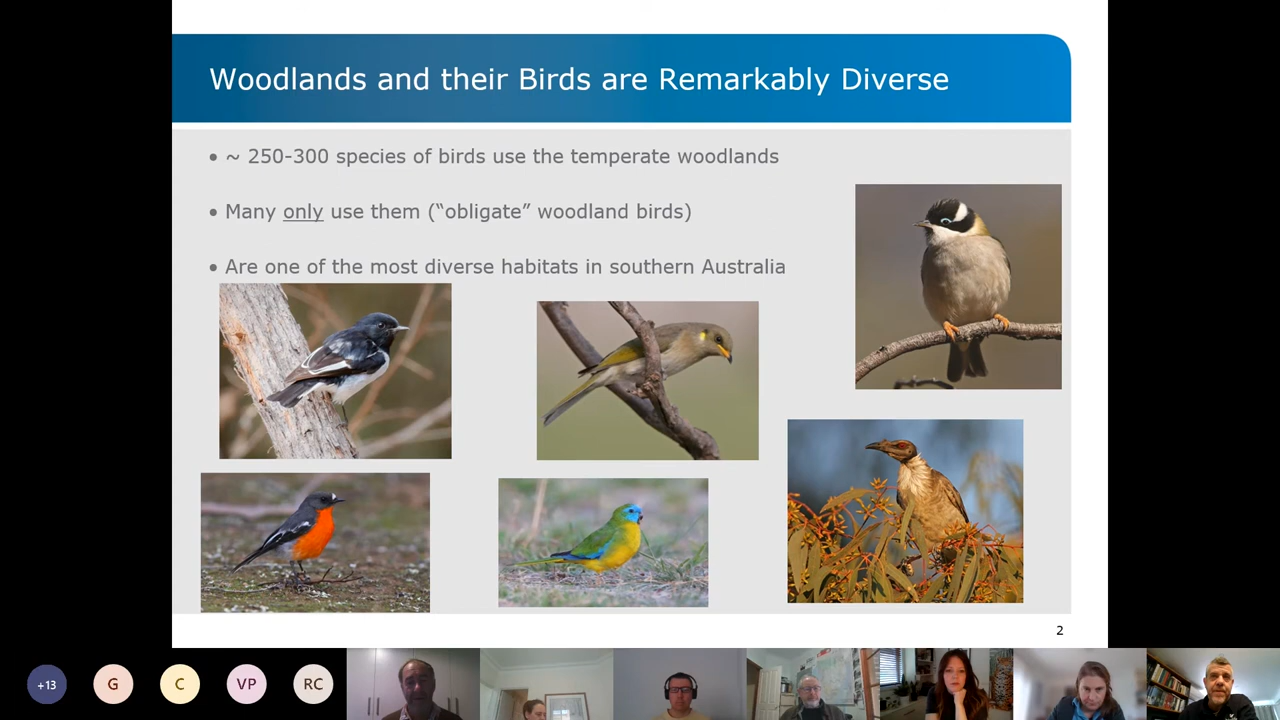 Woodlands and their Birds are Remarkably Diverse
• ~ 250-300 species of birds use the temperate woodlands
• Many only use them (“obligate” woodland birds)
• Are one of the most diverse habitats in southern Australia
2
+13
G
C
VP
RC